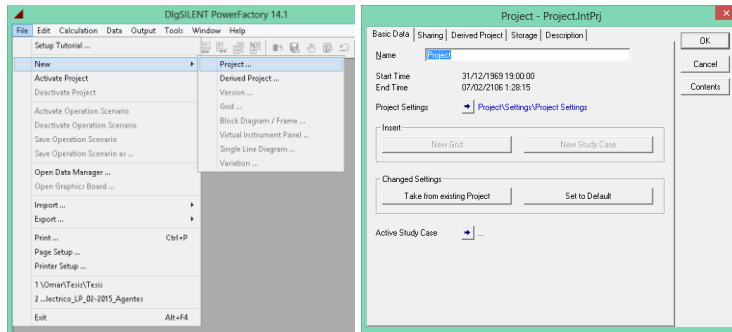 DIgSILENT PowerFactory 14.1
File Edit Calculation Data Output Tools Window Help
Setup Tutorial ...
New
Activate Project
Deactivate Project
Activate Operation Scenario
Deactivate Operation Scenario
Save Operation Scenario
Save Operation Scenario as ...
Open Data Manager ...
Open Graphics Board ...
Import ...
Export ...
Print ... Ctrl+P
Page Setup ...
Printer Setup ...
1 \Omar\Tesis\Tesis
2 ...lectrico_LP_02-2015_Agentes
Exit Alt+F4
Project ...
Derived Project ...
Version ...
Grid ...
Block Diagram / Frame ...
Virtual Instrument Panel ...
Single Line Diagram ...
Variation ...
Project - Project.IntPrj
Basic Data Sharing Derived Project Storage Description
Name Project
Start Time 31/12/1969 19:00:00
End Time 07/02/2106 1:28:15
Project Settings Project\Settings\Project Settings
Insert
New Grid New Study Case
Changed Settings
Take from existing Project Set to Default
Active Study Case ...
OK
Cancel
Contents